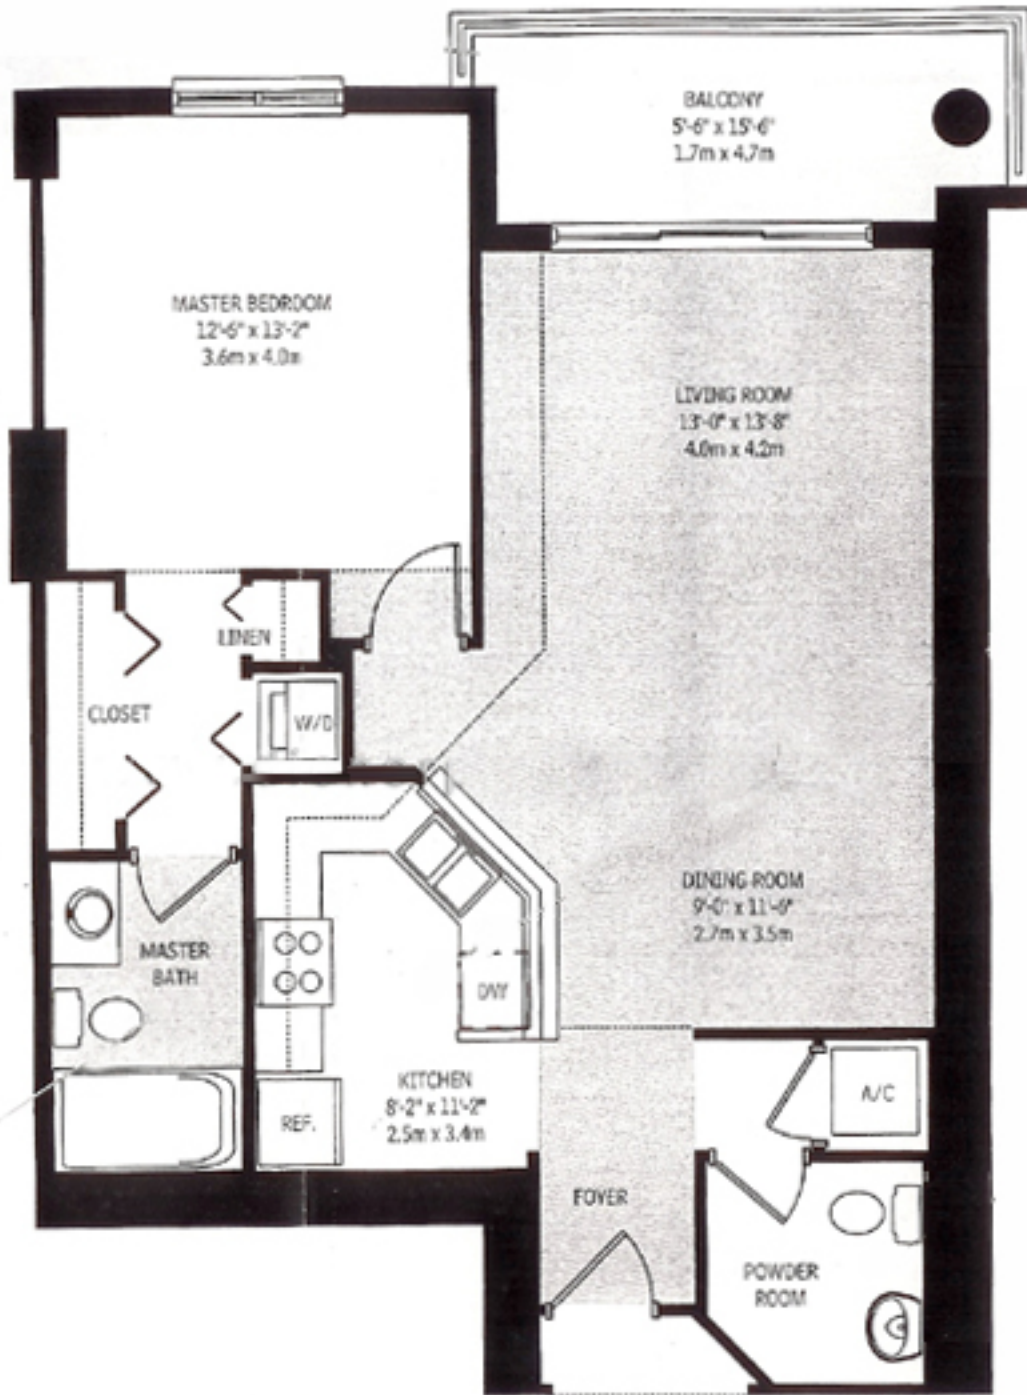 BALCONY
5'-6" x 15'-6"
1.7m x 4.7m
MASTER BEDROOM
12'-6" x 13'-2"
3.6m x 4.0m
LIVING ROOM
13'-0" x 13'-8"
4.0m x 4.2m
LINEN
CLOSET
W/D
DINING ROOM
9'-0" x 11'-6"
2.7m x 3.5m
MASTER
BATH
DW
KITCHEN
8'-2" x 11'-2"
2.5m x 3.4m
REF.
A/C
FOYER
POWDER
ROOM